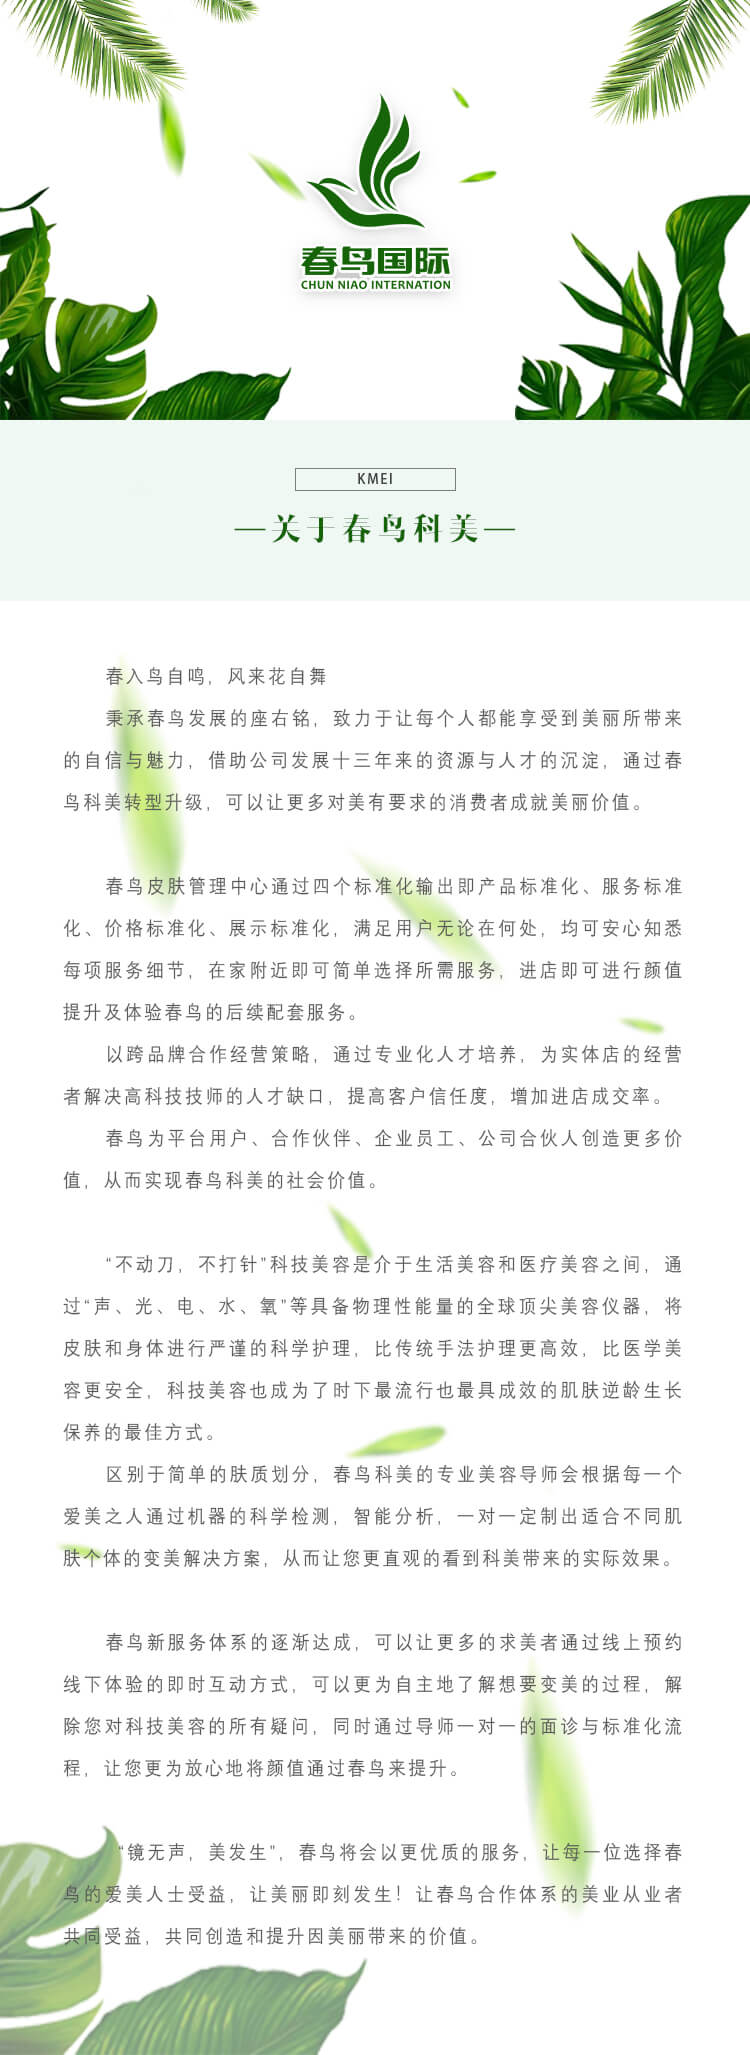 春鸟国际
CHUN NIAO INTERNATION
KMEI
—关于春鸟科美—
春入鸟自鸣，风来花自舞
秉承春鸟发展的座右铭，致力于让每个人都能享受到美丽所带来
的自信与魅力，借助公司发展十三年来的资源与人才的沉淀，通过春
鸟科美转型升级，可以让更多对美有要求的消费者成就美丽价值。
春鸟皮肤管理中心通过四个标准化输出即产品标准化、服务标准
化、价格标准化、展示标准化，满足用户无论在何处，均可安心知悉
每项服务细节，在家附近即可简单选择所需服务，进店即可进行颜值
提升及体验春鸟的后续配套服务。
以跨品牌合作经营策略，通过专业化人才培养，为实体店的经营
者解决高科技技师的人才缺口，提高客户信任度，增加进店成交率。
春鸟为平台用户、合作伙伴、企业员工、公司合伙人创造更多价
值，从而实现春鸟科美的社会价值。
“不动刀，不打针”科技美容是介于生活美容和医疗美容之间，通
过“声、光、电、水、氧”等具备物理性能量的全球顶尖美容仪器，将
皮肤和身体进行严谨的科学护理，比传统手法护理更高效，比医学美
容更安全，科技美容也成为了时下最流行也最具成效的肌肤逆龄生长
保养的最佳方式。
区别于简单的肤质划分，春鸟科美的专业美容导师会根据每一个
爱美之人通过机器的科学检测，智能分析，一对一定制出适合不同肌
肤个体的变美解决方案，从而让您更直观的看到科美带来的实际效果。
春鸟新服务体系的逐渐达成，可以让更多的求美者通过线上预约
线下体验的即时互动方式，可以更为自主地了解想要变美的过程，解
除您对科技美容的所有疑问，同时通过导师一对一的面诊与标准化流
程，让您更为放心地将颜值通过春鸟来提升。
“镜无声，美发生”，春鸟将会以更优质的服务，让每一位选择春
鸟的爱美人士受益，让美丽即刻发生！让春鸟合作体系的美业从业者
共同受益，共同创造和提升因美丽带来的价值。